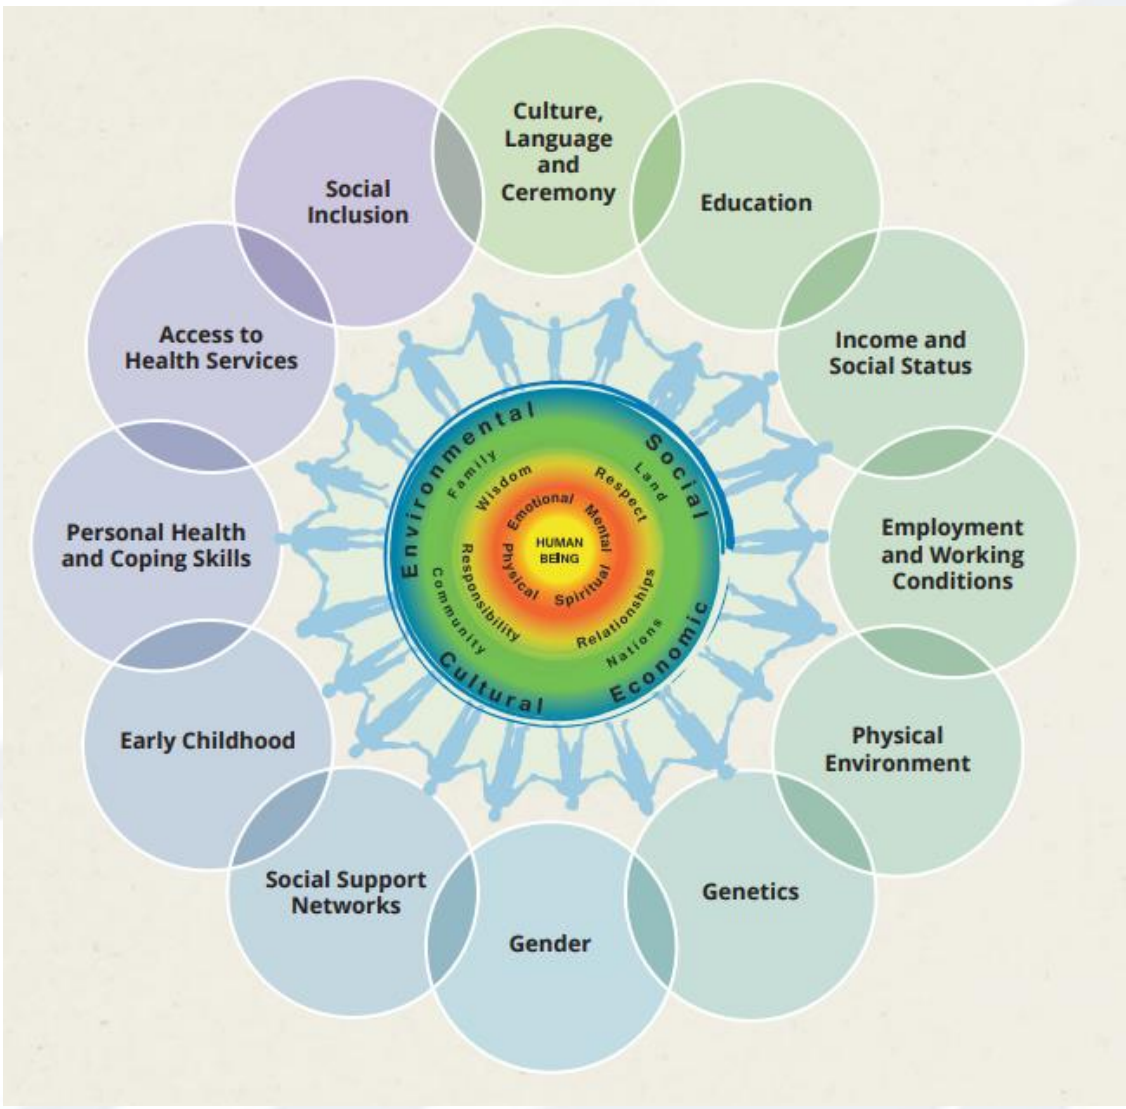 Culture,
Language
and
Ceremony
Education
Income and
Social Status
Employment
and Working
Conditions
Physical
Environment
Genetics
Gender
Social Support
Networks
Early Childhood
Personal Health
and Coping Skills
Access to
Health Services
Social
Inclusion
Environmental
Social
Economic
Cultural
Family
Land
Nations
Community
Wisdom
Respect
Relationships
Responsibility
Emotional
Mental
Spiritual
Physical
HUMAN
BEING